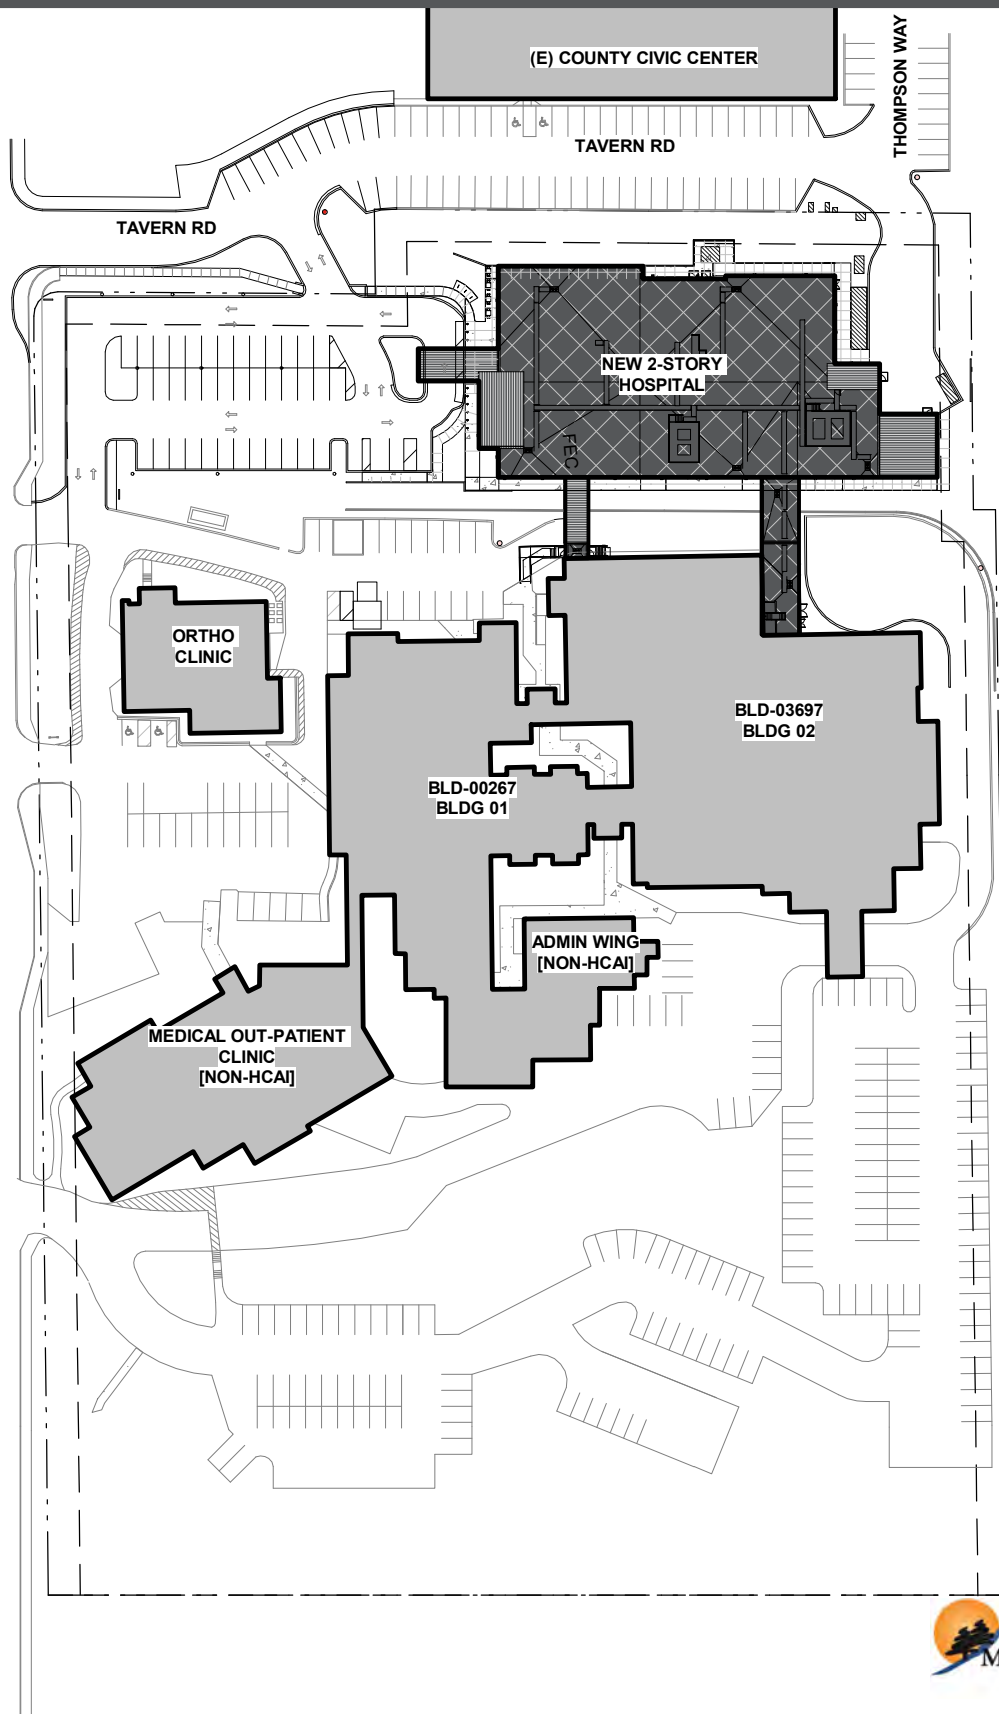 (E) COUNTY CIVIC CENTER
THOMPSON WAY
TAVERN RD
TAVERN RD
NEW 2-STORY
HOSPITAL
FEC
ORTHO
CLINIC
BLD-03697
BLDG 02
BLD-00267
BLDG 01
ADMIN WING
[NON-HCAI]
MEDICAL OUT-PATIENT
CLINIC
[NON-HCAI]
M